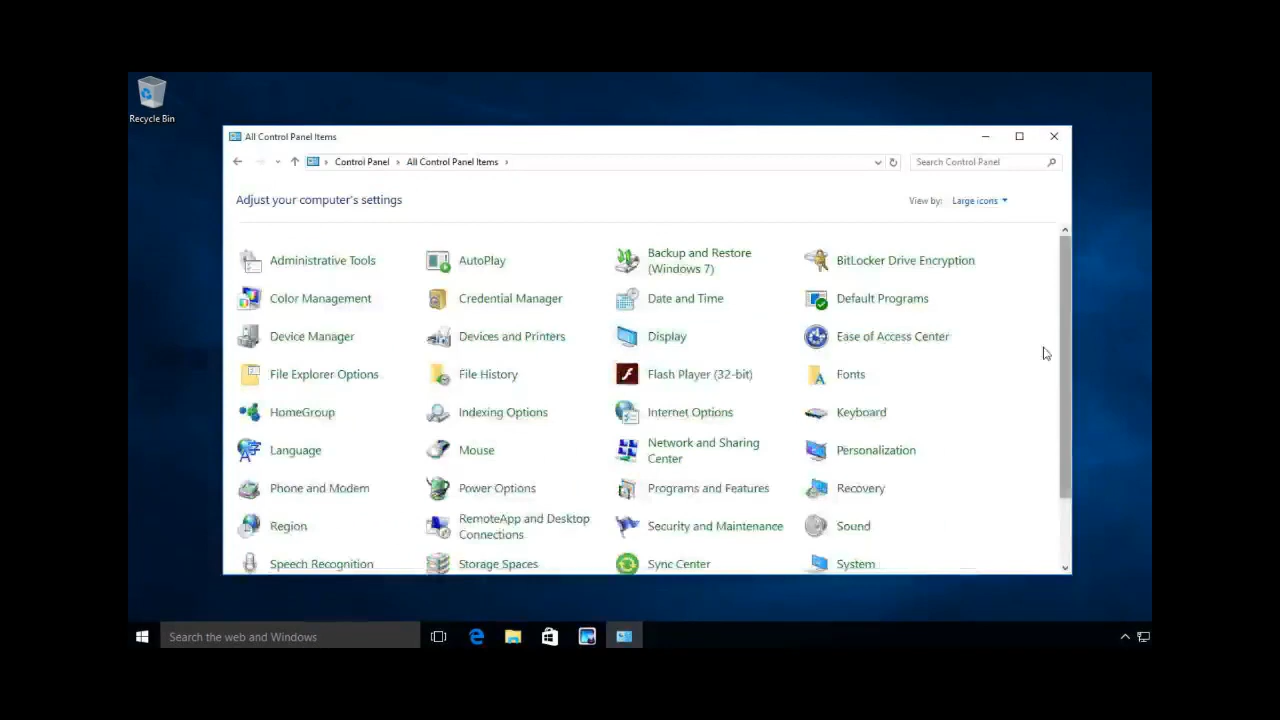 Recycle Bin
All Control Panel Items
Control Panel > All Control Panel Items >
Search Control Panel
Adjust your computer's settings
View by: Large icons
Administrative Tools
AutoPlay
Backup and Restore
(Windows 7)
BitLocker Drive Encryption
Color Management
Credential Manager
Date and Time
Default Programs
Device Manager
Devices and Printers
Display
Ease of Access Center
File Explorer Options
File History
Flash Player (32-bit)
Fonts
HomeGroup
Indexing Options
Internet Options
Keyboard
Language
Mouse
Network and Sharing
Center
Personalization
Phone and Modem
Power Options
Programs and Features
Recovery
Region
RemoteApp and Desktop
Connections
Security and Maintenance
Sound
Speech Recognition
Storage Spaces
Sync Center
System
Search the web and Windows